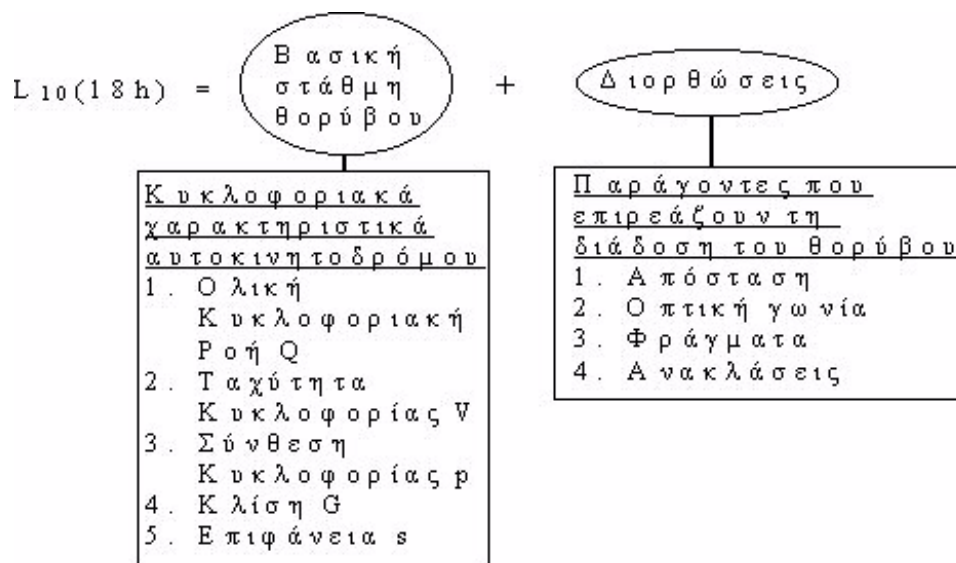 L 10(18h) = Βασική στάθμη θορύβου + Διορθώσεις
Κυκλοφοριακά
χαρακτηριστικά
αυτοκινητοδρόμου
1. Ολική
Κυκλοφοριακή
Ροή Q
2. Ταχύτητα
Κυκλοφορίας V
3. Σύνθεση
Κυκλοφορίας p
4. Κλίση G
5. Επιφάνεια s
Παράγοντες που
επιρεάζουν τη
διάδοση του θορύβου
1. Απόσταση
2. Οπτική γωνία
3. Φράγματα
4. Ανακλάσεις